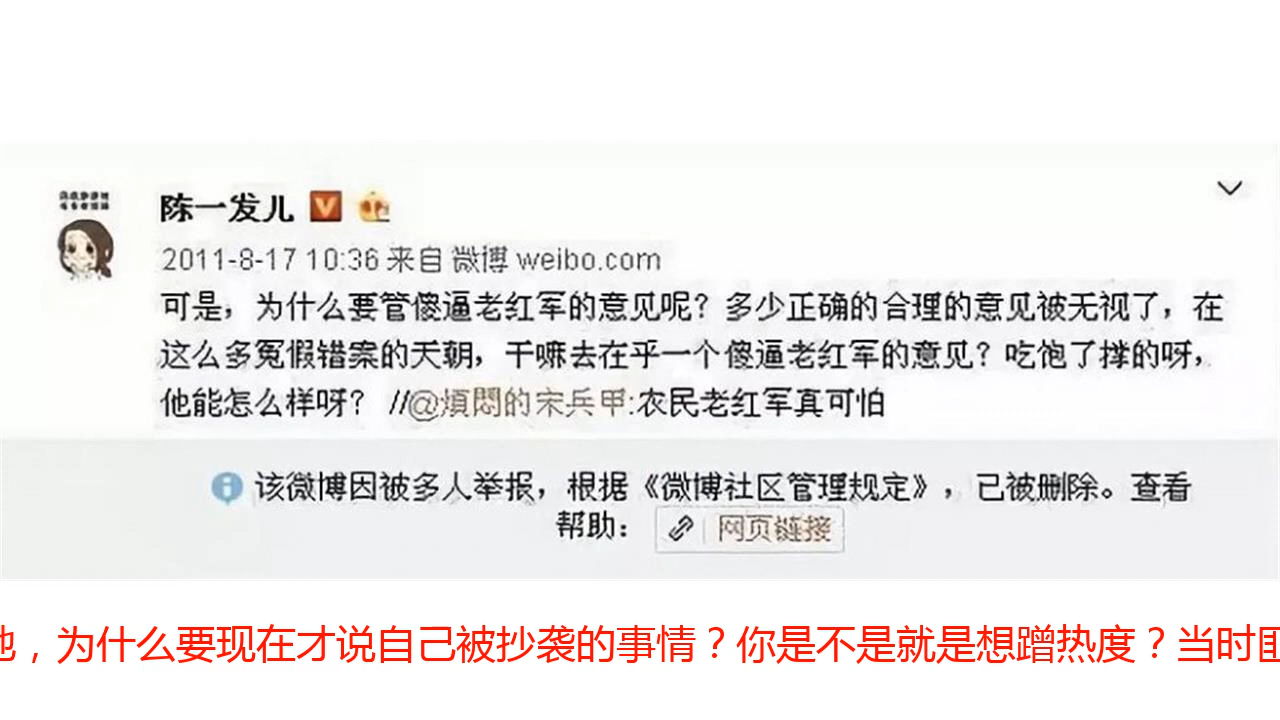 陈一发儿
2011-8-17 10:36 来自 微博 weibo.com
可是，为什么要管傻逼老红军的意见呢？多少正确的合理的意见被无视了，在
这么多冤假错案的天朝，干嘛去在乎一个傻逼老红军的意见？吃饱了撑的呀，
他能怎么样呀？ //@煩悶的宋兵甲:农民老红军真可怕
该微博因被多人举报，根据《微博社区管理规定》，已被删除。查看
帮助： 网页链接
，为什么要现在才说自己被抄袭的事情？你是不是就是想蹭热度？当时